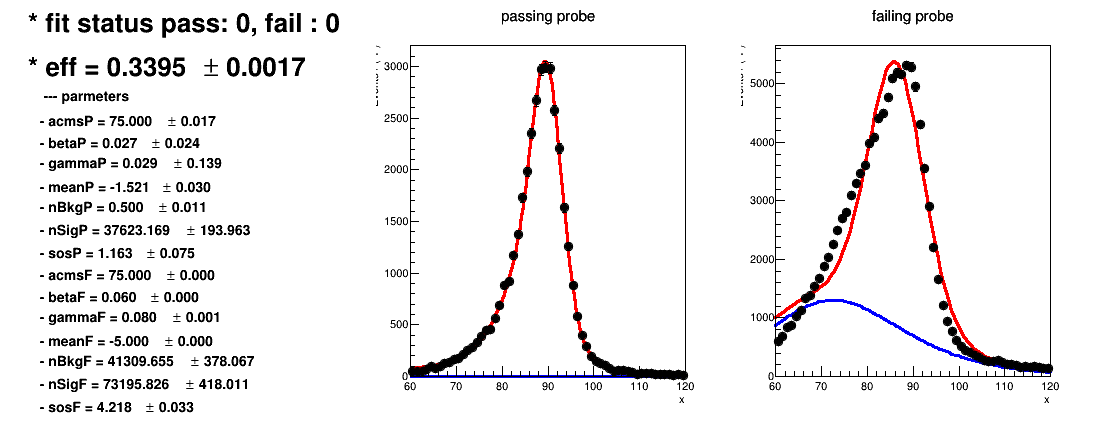 * fit status pass: 0, fail : 0
* eff = 0.3395 ± 0.0017
--- parmeters
- acmsP = 75.000 ± 0.017
- betaP = 0.027 ± 0.024
- gammaP = 0.029 ± 0.139
- meanP = -1.521 ± 0.030
- nBkgP = 0.500 ± 0.011
- nSigP = 37623.169 ± 193.963
- sosP = 1.163 ± 0.075
- acmsF = 75.000 ± 0.000
- betaF = 0.060 ± 0.000
- gammaF = 0.080 ± 0.001
- meanF = -5.000 ± 0.000
- nBkgF = 41309.655 ± 378.067
- nSigF = 73195.826 ± 418.011
- sosF = 4.218 ± 0.033
passing probe
3000
2500
2000
1500
1000
500
0
60 70 80 90 100 110 120
x
failing probe
5000
4000
3000
2000
1000
0
60 70 80 90 100 110 120
x